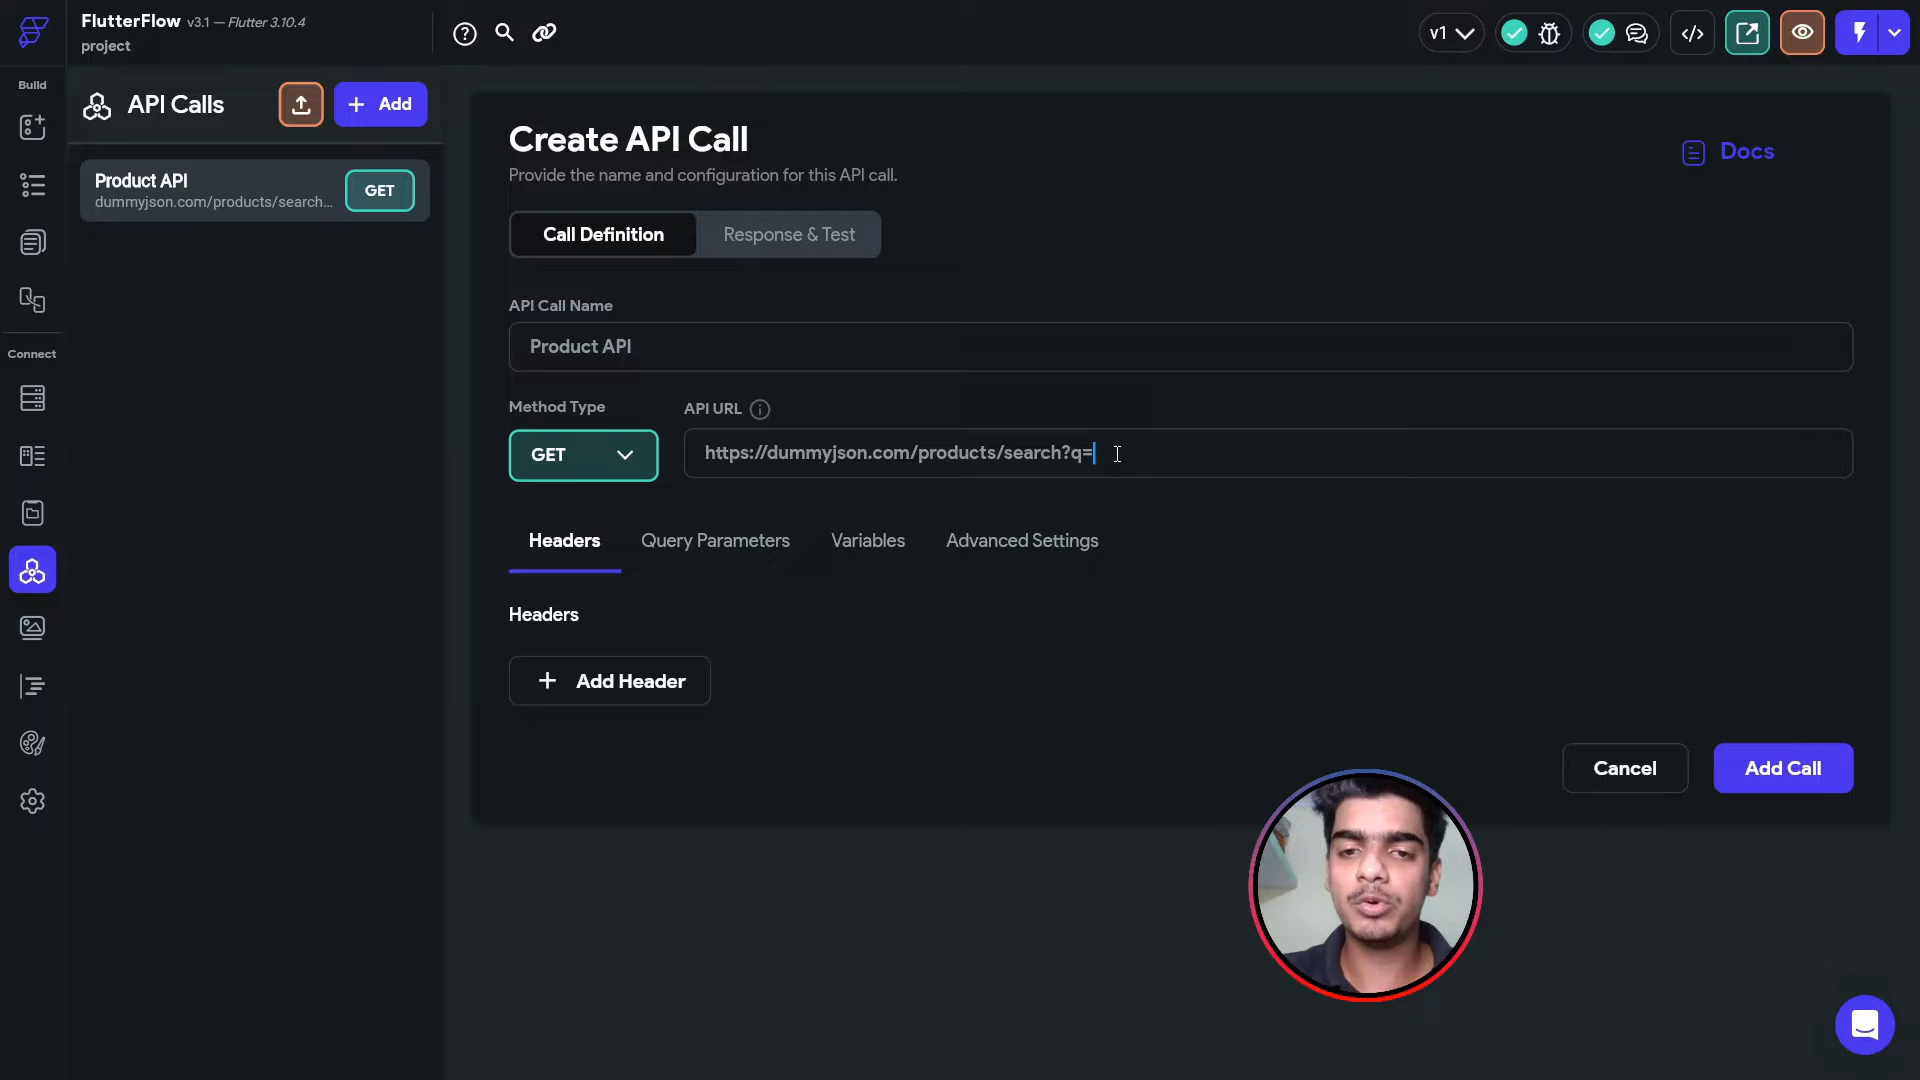 FlutterFlow v3.1 — Flutter 3.10.4
project
v1
Build
API Calls
Add
Product API
dummyjson.com/products/search...
GET
Connect
Create API Call
Provide the name and configuration for this API call.
Docs
Call Definition
Response & Test
API Call Name
Product API
Method Type
API URL
GET
https://dummyjson.com/products/search?q=
Headers
Query Parameters
Variables
Advanced Settings
Headers
Add Header
Cancel
Add Call